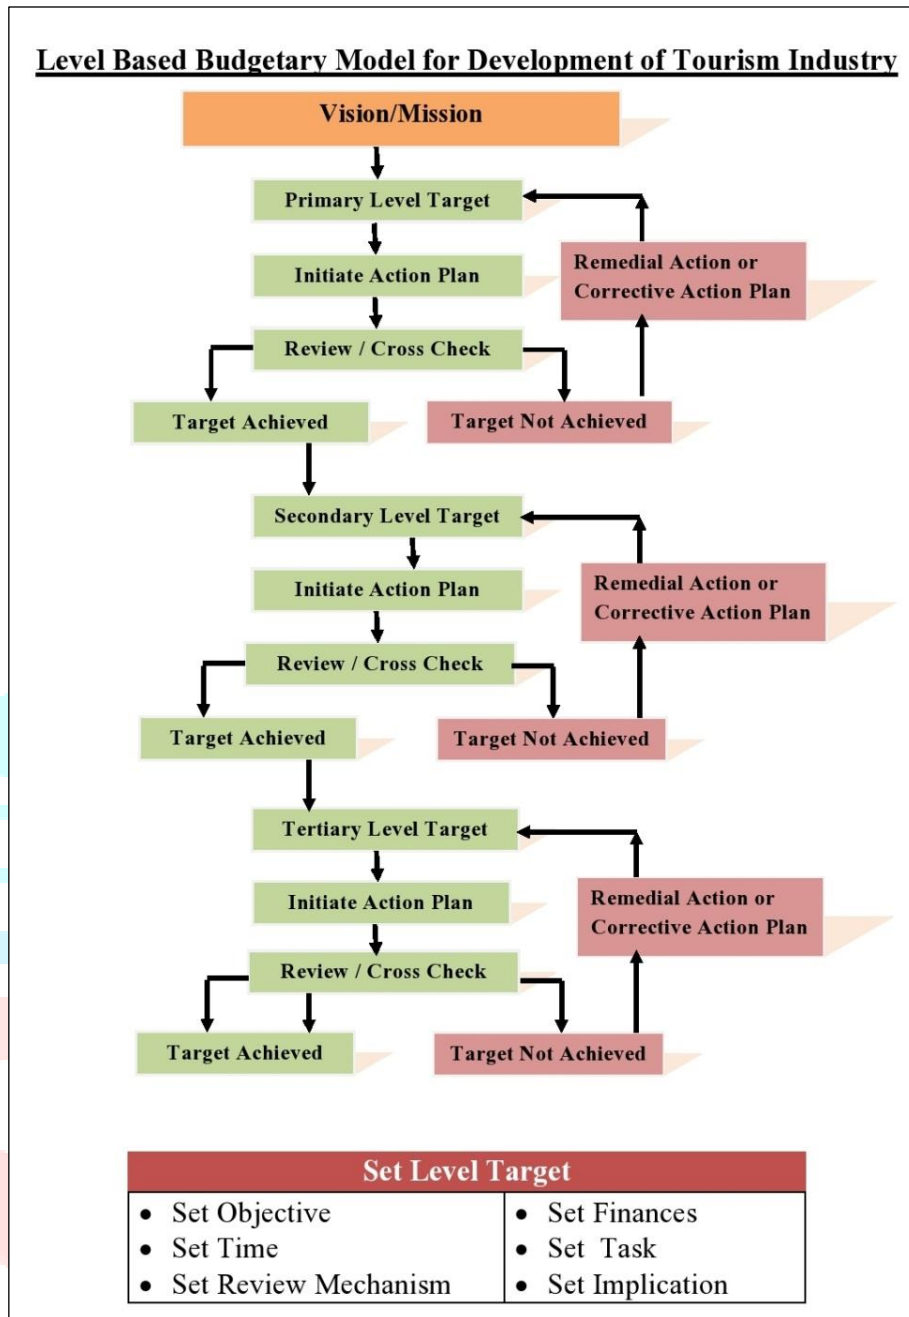 Level Based Budgetary Model for Development of Tourism Industry
Vision/Mission
Primary Level Target
Initiate Action Plan
Remedial Action or
Corrective Action Plan
Review / Cross Check
Target Achieved
Target Not Achieved
Secondary Level Target
Initiate Action Plan
Remedial Action or
Corrective Action Plan
Review / Cross Check
Target Achieved
Target Not Achieved
Tertiary Level Target
Initiate Action Plan
Remedial Action or
Corrective Action Plan
Review / Cross Check
Target Achieved
Target Not Achieved
Set Level Target
• Set Objective
• Set Time
• Set Review Mechanism
• Set Finances
• Set Task
• Set Implication